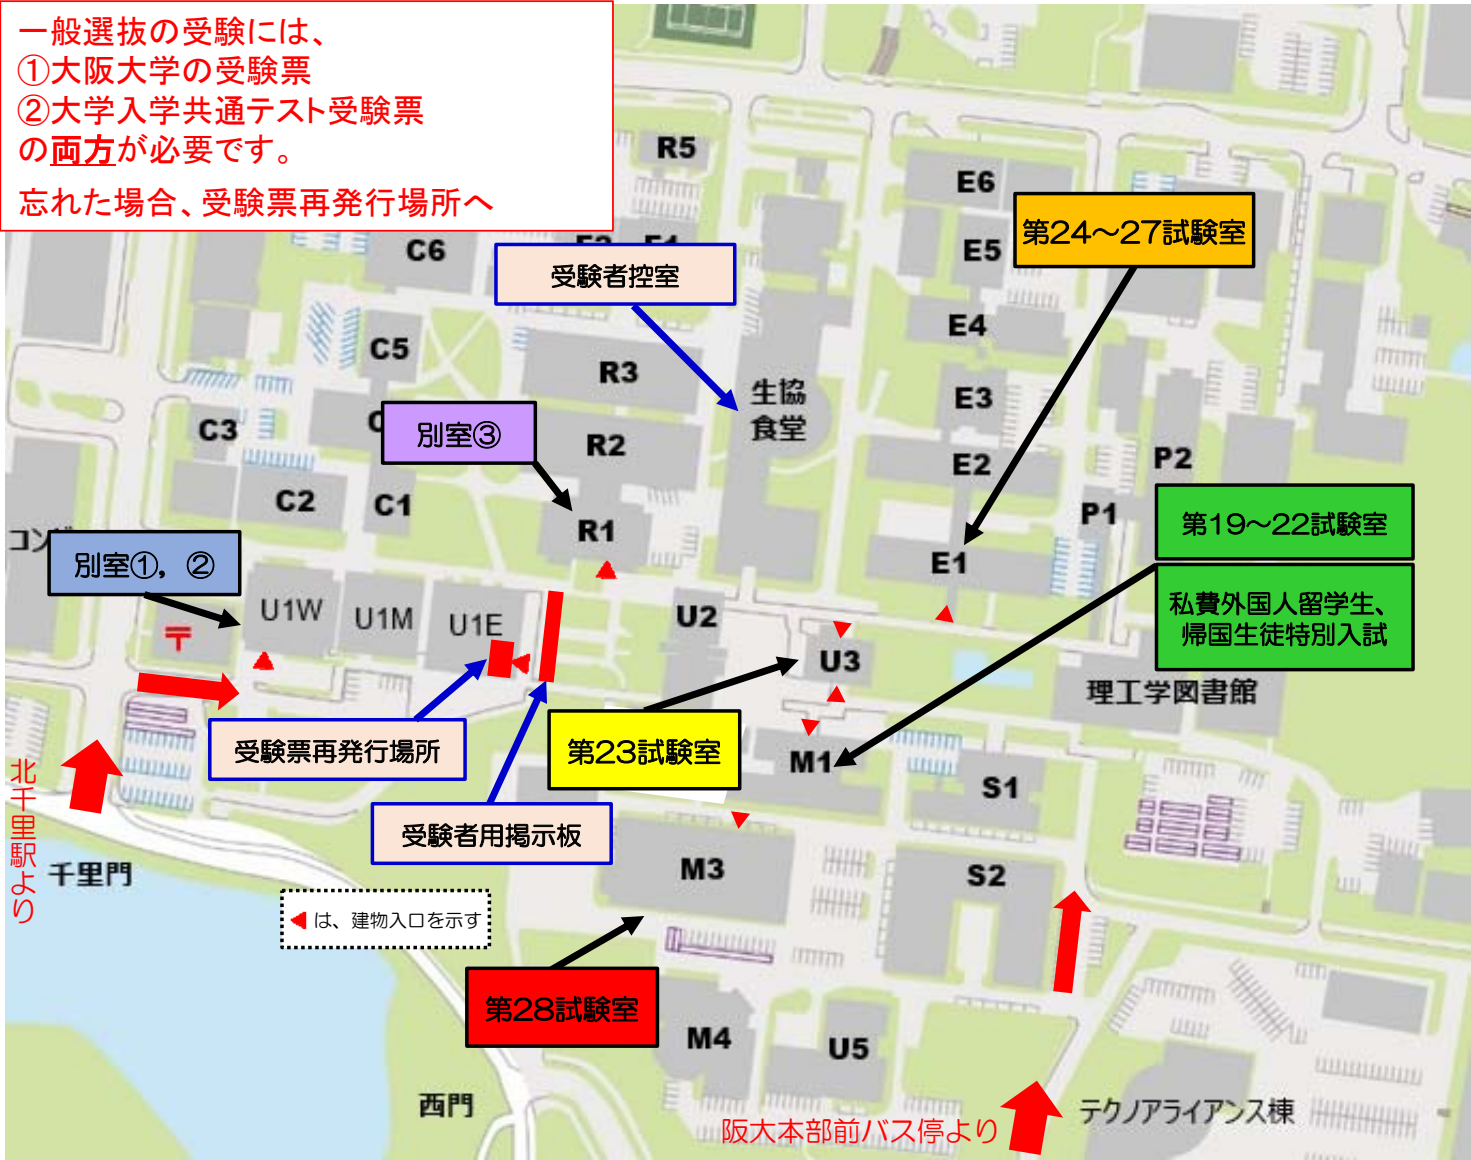 一般選抜の受験には、
①大阪大学の受験票
②大学入学共通テスト受験票
の両方が必要です。
忘れた場合、受験票再発行場所へ
R5
E6
第24～27試験室
C6
E5
受験者控室
E4
C5
R3
生協
食堂
E3
C3
別室③
R2
E2
P2
C2
C1
R1
P1
第19～22試験室
別室①，②
E1
U1W
U1M
U1E
U2
私費外国人留学生、
帰国生徒特別入試
〒
U3
理工学図書館
受験票再発行場所
第23試験室
M1
S1
北千里駅より
受験者用掲示板
千里門
M3
S2
は、建物入口を示す
第28試験室
M4
U5
西門
阪大本部前バス停より
テクノアライアンス棟